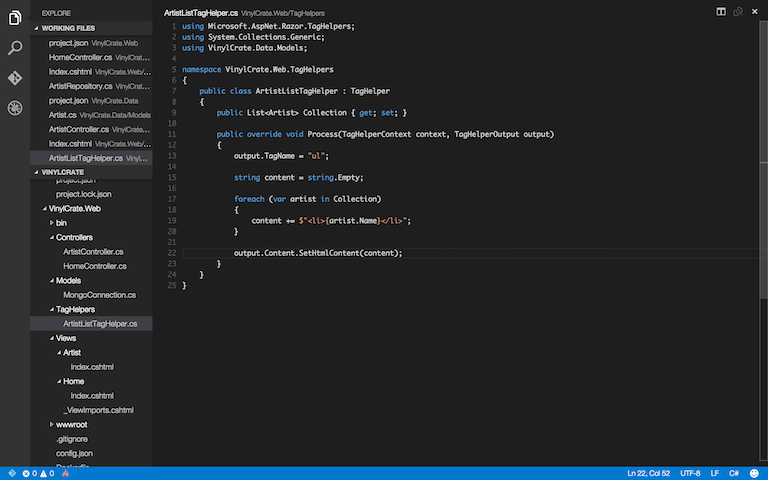 EXPLORE
WORKING FILES
project.json VinylCrate.Web
HomeController.cs VinylCrat...
Index.cshtml VinylCrate.Web/...
ArtistRepository.cs VinylCrat...
project.json VinylCrate.Data
Artist.cs VinylCrate.Data/Models
ArtistController.cs VinylCrate...
Index.cshtml VinylCrate.Web/...
ArtistListTagHelper.cs Vinyl...
VINYLCRATE
project.json
project.lock.json
VinylCrate.Web
bin
Controllers
ArtistController.cs
HomeController.cs
Models
MongoConnection.cs
TagHelpers
ArtistListTagHelper.cs
Views
Artist
Index.cshtml
Home
Index.cshtml
_ViewImports.cshtml
wwwroot
.gitignore
config.json
Dockerfile
ArtistListTagHelper.cs VinylCrate.Web/TagHelpers
1 using Microsoft.AspNet.Razor.TagHelpers;
2 using System.Collections.Generic;
3 using VinylCrate.Data.Models;
4
5 namespace VinylCrate.Web.TagHelpers
6 {
7 public class ArtistListTagHelper : TagHelper
8 {
9 public List<Artist> Collection { get; set; }
10
11 public override void Process(TagHelperContext context, TagHelperOutput output)
12 {
13 output.TagName = "ul";
14
15 string content = string.Empty;
16
17 foreach (var artist in Collection)
18 {
19 content += $"<li>{artist.Name}</li>";
20 }
21
22 output.Content.SetHtmlContent(content);
23 }
24 }
25 }
0 0
Ln 22, Col 52 UTF-8 LF C#